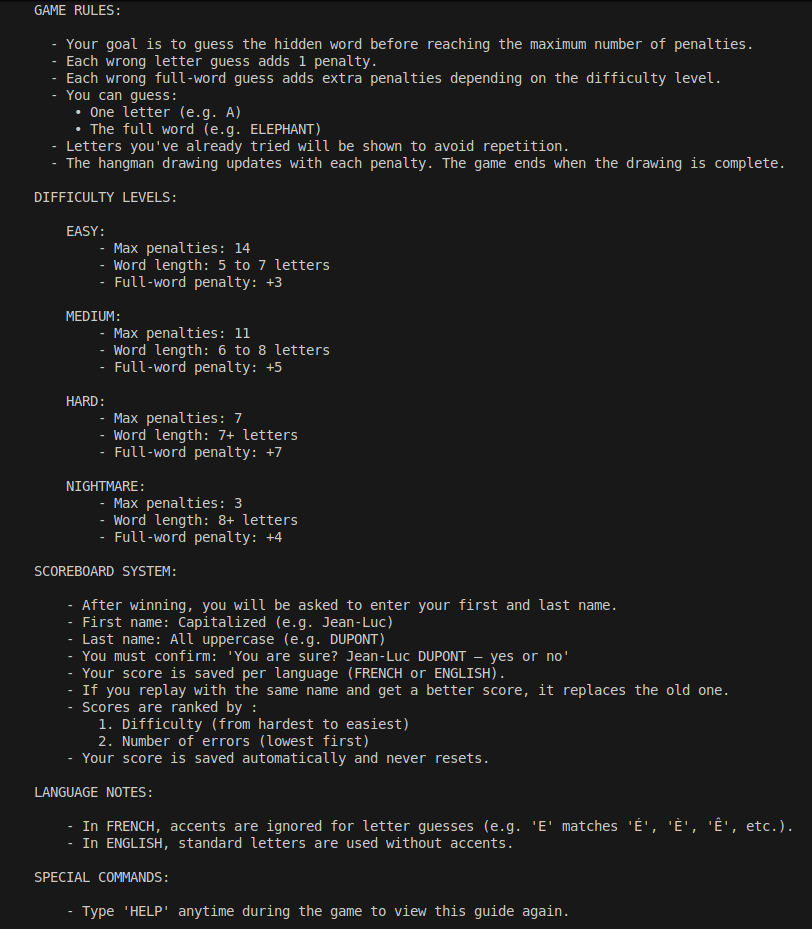 GAME RULES:
- Your goal is to guess the hidden word before reaching the maximum number of penalties.
- Each wrong letter guess adds 1 penalty.
- Each wrong full-word guess adds extra penalties depending on the difficulty level.
- You can guess:
• One letter (e.g. A)
• The full word (e.g. ELEPHANT)
- Letters you've already tried will be shown to avoid repetition.
- The hangman drawing updates with each penalty. The game ends when the drawing is complete.
DIFFICULTY LEVELS:
EASY:
- Max penalties: 14
- Word length: 5 to 7 letters
- Full-word penalty: +3
MEDIUM:
- Max penalties: 11
- Word length: 6 to 8 letters
- Full-word penalty: +5
HARD:
- Max penalties: 7
- Word length: 7+ letters
- Full-word penalty: +7
NIGHTMARE:
- Max penalties: 3
- Word length: 8+ letters
- Full-word penalty: +4
SCOREBOARD SYSTEM:
- After winning, you will be asked to enter your first and last name.
- First name: Capitalized (e.g. Jean-Luc)
- Last name: All uppercase (e.g. DUPONT)
- You must confirm: 'You are sure? Jean-Luc DUPONT — yes or no'
- Your score is saved per language (FRENCH or ENGLISH).
- If you replay with the same name and get a better score, it replaces the old one.
- Scores are ranked by :
1. Difficulty (from hardest to easiest)
2. Number of errors (lowest first)
- Your score is saved automatically and never resets.
LANGUAGE NOTES:
- In FRENCH, accents are ignored for letter guesses (e.g. 'E' matches 'É', 'È', 'Ê', etc.).
- In ENGLISH, standard letters are used without accents.
SPECIAL COMMANDS:
- Type 'HELP' anytime during the game to view this guide again.